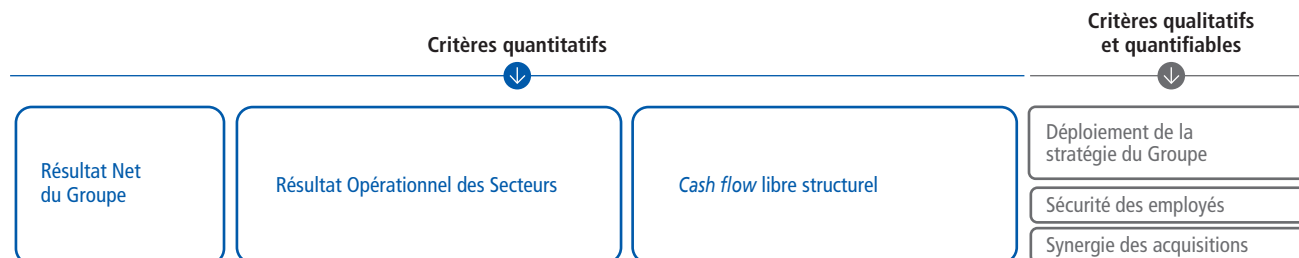 Critères quantitatifs
Critères qualitatifs
et quantifiables
Résultat Net
du Groupe
Résultat Opérationnel des Secteurs
Cash flow libre structurel
Déploiement de la
stratégie du Groupe
Sécurité des employés
Synergie des acquisitions